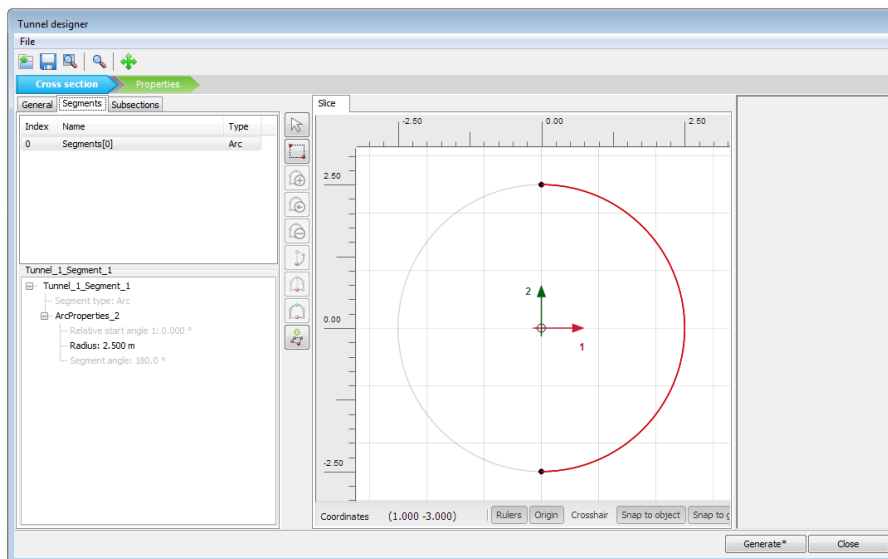 Tunnel designer
File
Cross section Properties
General Segments Subsections
Index Name Type
0 Segments[0] Arc
Tunnel_1_Segment_1
Tunnel_1_Segment_1
Segment type: Arc
ArcProperties_2
Relative start angle 1: 0.000 °
Radius: 2.500 m
Segment angle: 180.0 °
Slice
-2.50 0.00 2.50
2.50
2
0.00
1
-2.50
Coordinates (1.000 -3.000) Rulers Origin Crosshair Snap to object Snap to g
Generate* Close